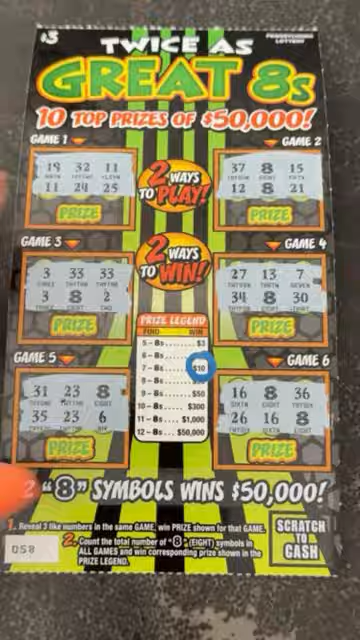 $3
PENNSYLVANIA LOTTERY
TWICE AS
GREAT 8s
10 TOP PRIZES OF $50,000!
GAME 1
GAME 2
18 32 11
11 24 25
PRIZE
2 WAYS TO PLAY!
37 8 15
12 8 21
PRIZE
GAME 3
GAME 4
3 33 33
3 8 2
PRIZE
2 WAYS TO WIN!
27 13 7
SEVEN
34 8 30
PRIZE
PRIZE LEGEND
FIND WIN
5 – 8s $3
6 – 8s
7 – 8s $10
8 – 8s
9 – 8s $50
10 – 8s $300
11 – 8s $1,000
12 – 8s $50,000
GAME 5
GAME 6
31 23 8
35 23 6
PRIZE
16 8 36
26 16 8
PRIZE
2 "8" SYMBOLS WINS $50,000!
1. Reveal 3 like numbers in the same GAME, win PRIZE shown for that GAME.
2. Count the total number of "8" (EIGHT) symbols in
ALL GAMES and win corresponding prize shown in the
PRIZE LEGEND.
058
SCRATCH TO CASH